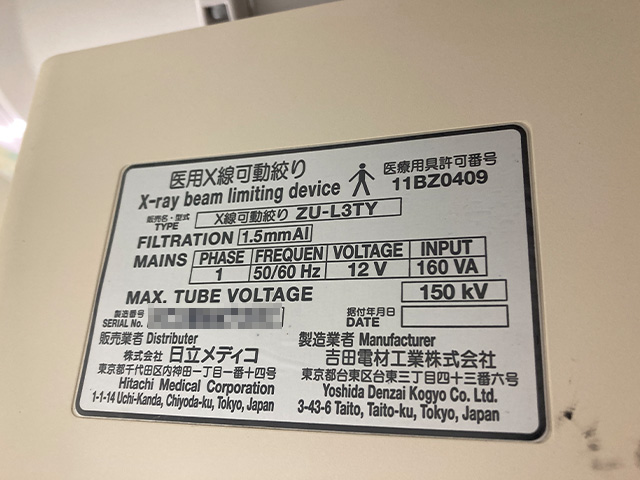 医用X線可動絞り
X-ray beam limiting device
医療用具許可番号
11BZ0409
販売名・型式
TYPE
X線可動絞り ZU-L3TY
FILTRATION 1.5mmAl
MAINS
PHASE FREQUEN VOLTAGE INPUT
1 50/60 Hz 12 V 160 VA
MAX. TUBE VOLTAGE 150 kV
製造番号
SERIAL No.
据付年月日
DATE
販売業者 Distributer
株式会社 日立メディコ
東京都千代田区内神田一丁目一番十四号
Hitachi Medical Corporation
1-1-14 Uchi-Kanda, Chiyoda-ku, Tokyo, Japan
製造業者 Manufacturer
吉田電材工業株式会社
東京都台東区台東三丁目四十三番六号
Yoshida Denzai Kogyo Co. Ltd.
3-43-6 Taito, Taito-ku, Tokyo, Japan